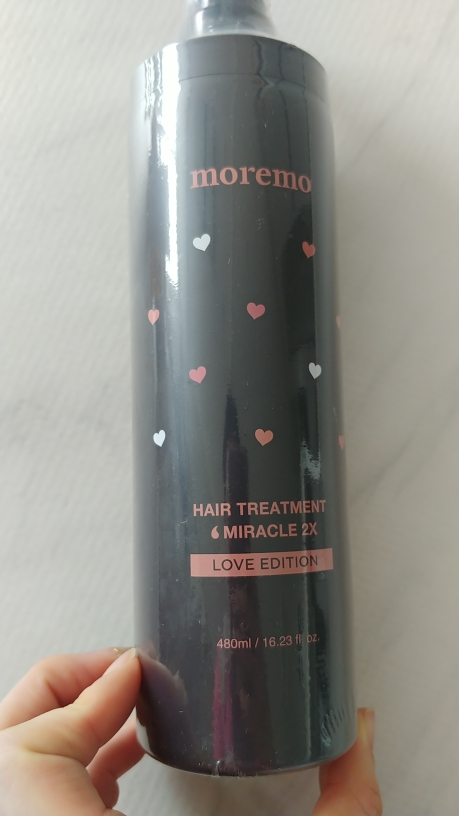 moremo
HAIR TREATMENT
MIRACLE 2X
LOVE EDITION
480ml / 16.23 fl. oz.